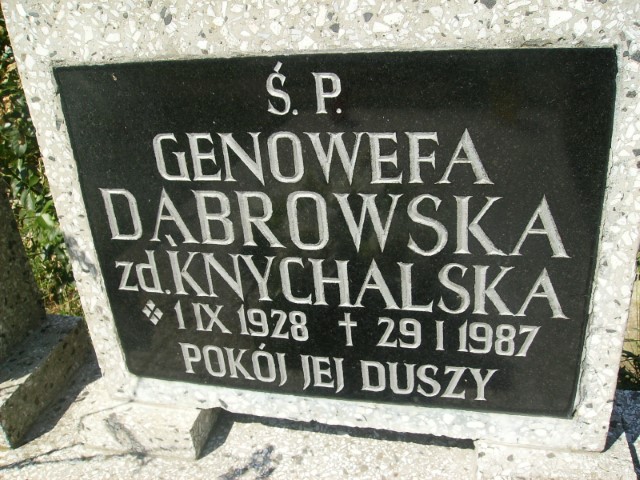 Ś. P.
GENOWEFA
DĄBROWSKA
zd. KNYCHALSKA
* 1 IX 1928 † 29 I 1987
POKÓJ JEJ DUSZY